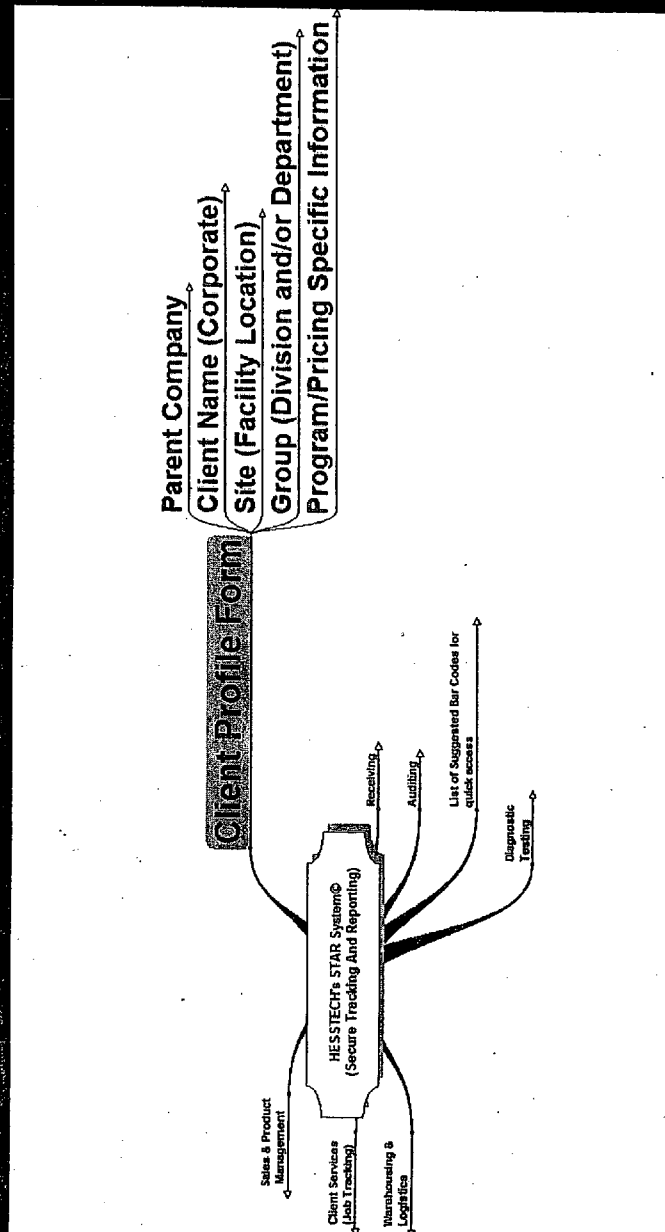 Client Profile Form
Parent Company
Client Name (Corporate)
Site (Facility Location)
Group (Division and/or Department)
Program/Pricing Specific Information
HESSTECH's STAR System©
(Secure Tracking And Reporting)
Receiving
Auditing
List of Suggested Bar Codes for
quick access
Diagnostic
Testing
Sales & Product
Management
Client Services
(Job Tracking)
Warehousing &
Logistics